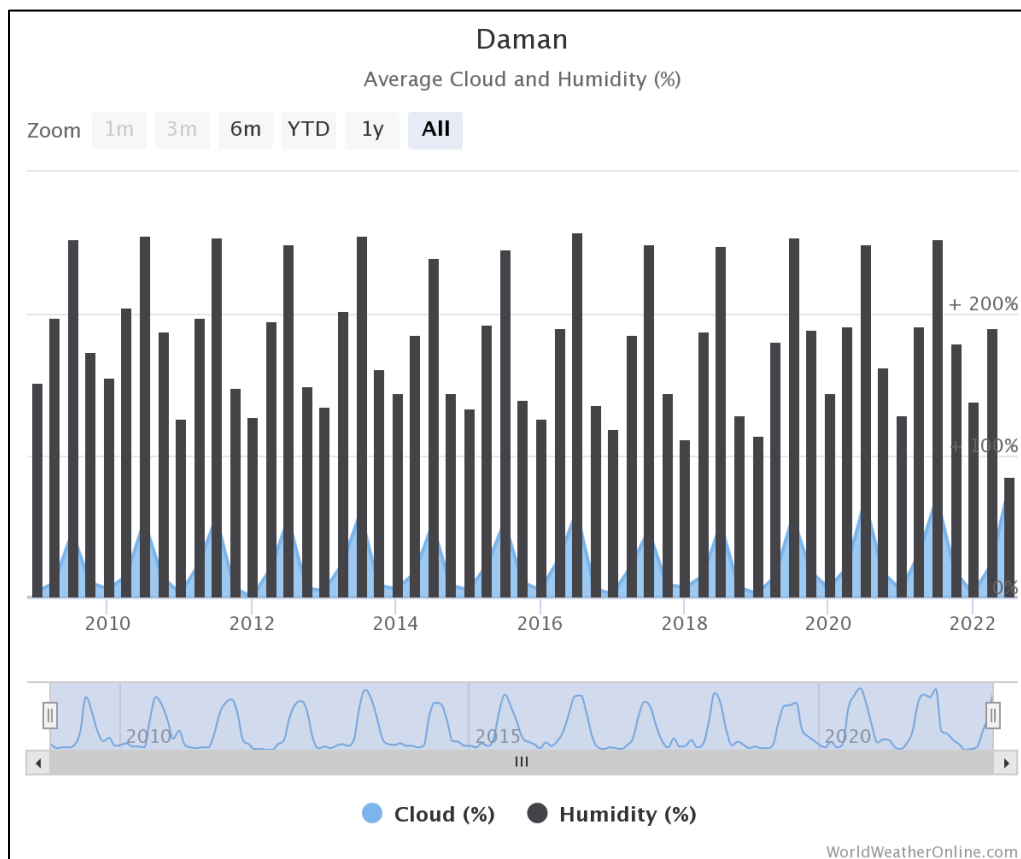 Daman
Average Cloud and Humidity (%)
Zoom 1m 3m 6m YTD 1y All
+ 200%
+ 100%
0%
2010 2012 2014 2016 2018 2020 2022
2010 2015 2020
Cloud (%) Humidity (%)
WorldWeatherOnline.com